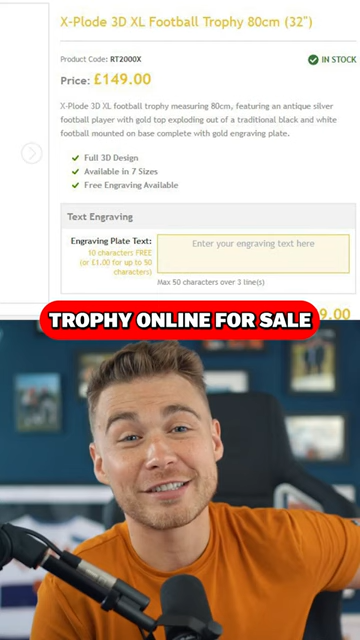 X-Plode 3D XL Football Trophy 80cm (32")
Product Code: RT2000X
IN STOCK
Price: £149.00
X-Plode 3D XL football trophy measuring 80cm, featuring an antique silver
football player with gold top exploding out of a traditional black and white
football mounted on base complete with gold engraving plate.
Full 3D Design
Available in 7 Sizes
Free Engraving Available
Text Engraving
Engraving Plate Text:
10 characters FREE
(or £1.00 for up to 50
characters)
Enter your engraving text here
Max 50 characters over 3 line(s)
9.00
TROPHY ONLINE FOR SALE